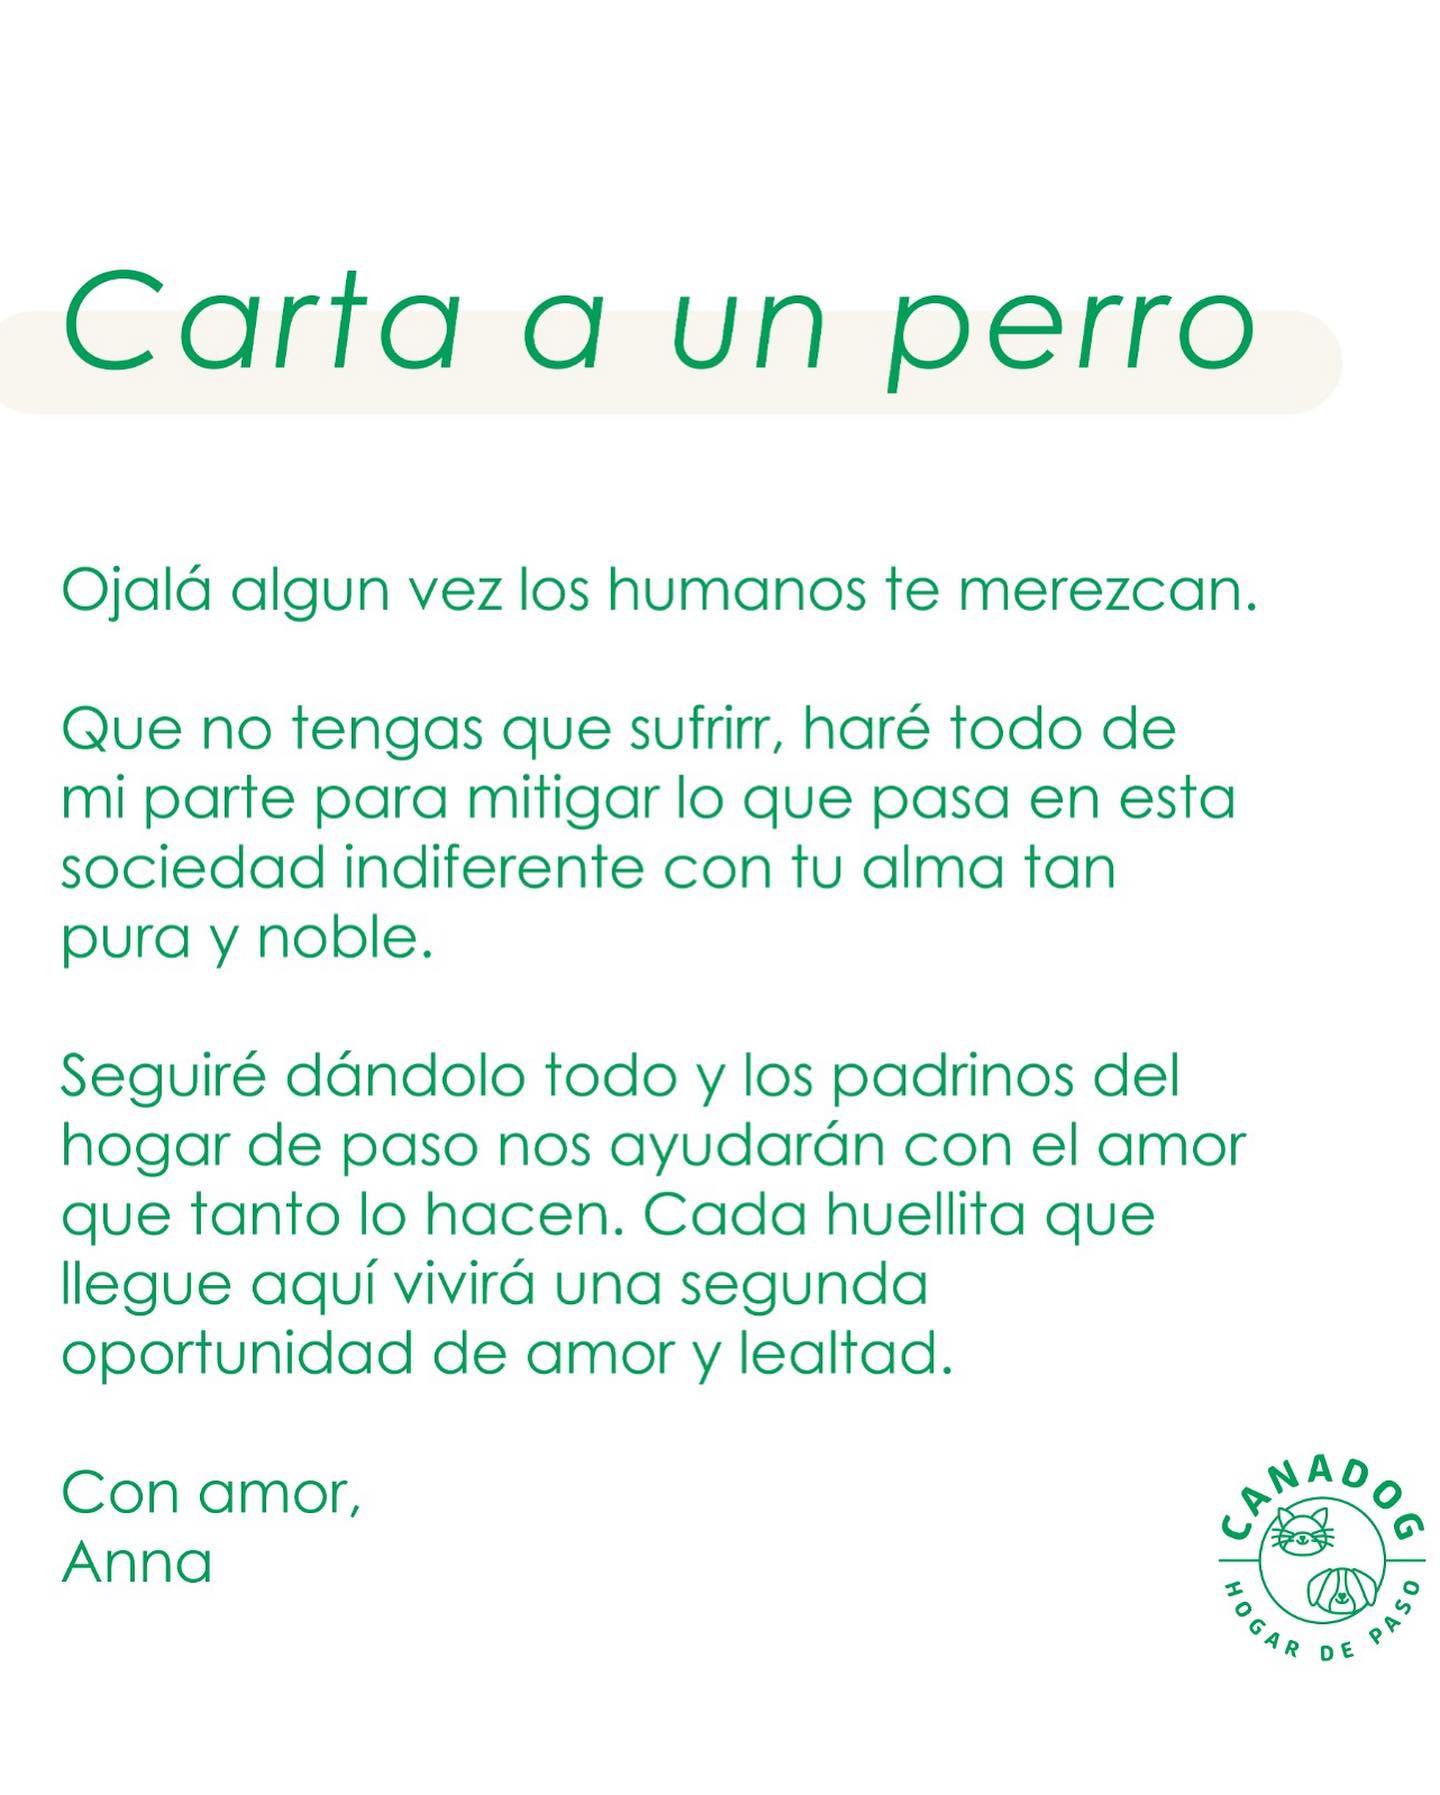 Carta a un perro
Ojalá algun vez los humanos te merezcan.
Que no tengas que sufrirr, haré todo de
mi parte para mitigar lo que pasa en esta
sociedad indiferente con tu alma tan
pura y noble.
Seguiré dándolo todo y los padrinos del
hogar de paso nos ayudarán con el amor
que tanto lo hacen. Cada huellita que
llegue aquí vivirá una segunda
oportunidad de amor y lealtad.
Con amor,
Anna
CANADOG
HOGAR DE PASO